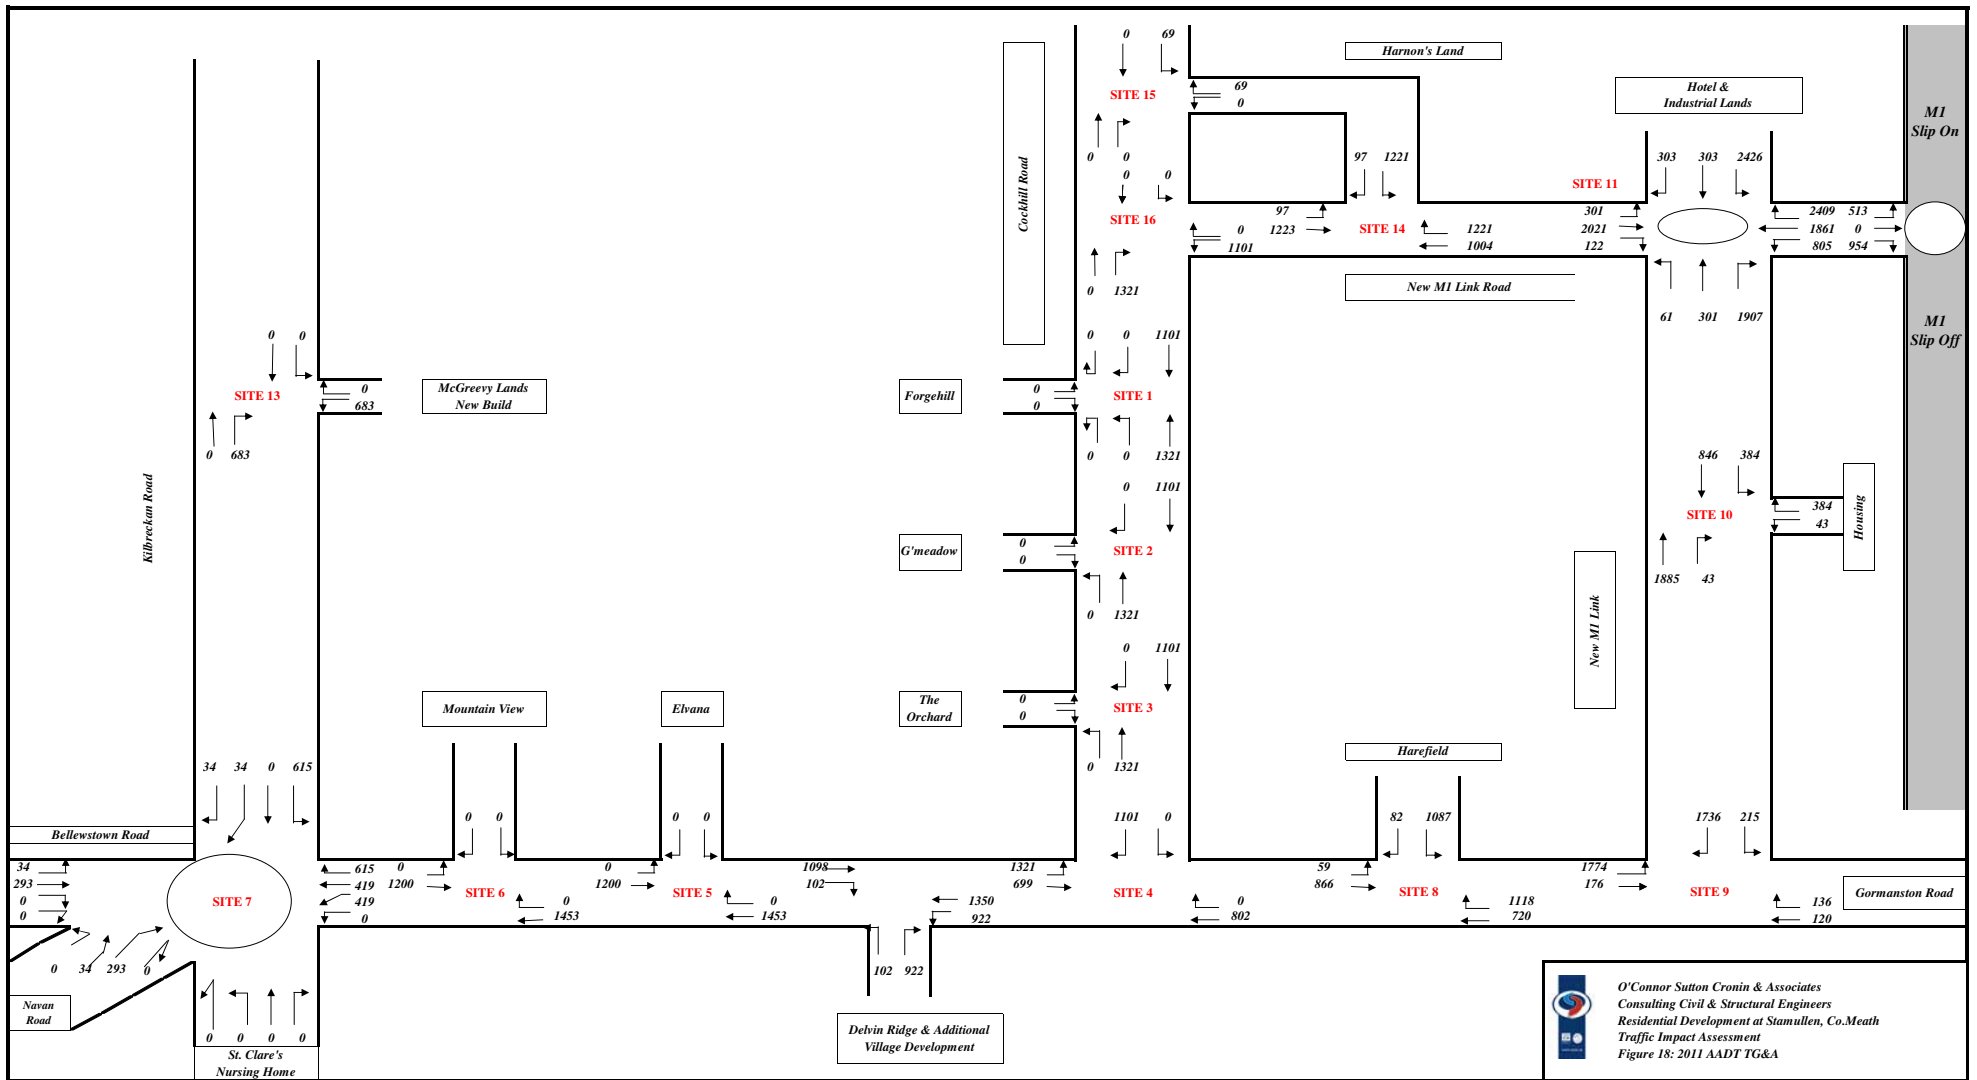 0 69
Harnon's Land
Hotel &
Industrial Lands
M1
Slip On
SITE 15
69
0
Cockhill Road
0 0
97 1221
303 303 2426
0 0
SITE 11
SITE 16
97
1223
SITE 14
301
2021
122
2409 513
1861 0
805 954
0
1101
1221
1004
0 1321
New M1 Link Road
61 301 1907
M1
Slip Off
0 0
0 0 1101
SITE 13
0
683
McGreevy Lands
New Build
Forgehill
0
0
SITE 1
0 683
0 0 1321
846 384
Kilbreckan Road
0 1101
SITE 10
384
43
Housing
G'meadow
0
0
SITE 2
1885 43
0 1321
New M1 Link
0 1101
Mountain View
Elvana
The
Orchard
0
0
SITE 3
Harefield
34 34 0 615
0 1321
0 0
0 0
1101 0
82 1087
1736 215
Bellewstown Road
34
293
0
0
SITE 7
615
419
419
0
0
1200
SITE 6
0
1453
0
1200
SITE 5
0
1453
1098
102
1350
922
1321
699
SITE 4
0
802
59
866
SITE 8
1118
720
1774
176
SITE 9
136
120
Gormanston Road
0 34 293 0
102 922
Navan
Road
0 0 0 0
St. Clare's
Nursing Home
Delvin Ridge & Additional
Village Development
O'Connor Sutton Cronin & Associates
Consulting Civil & Structural Engineers
Residential Development at Stamullen, Co.Meath
Traffic Impact Assessment
Figure 18: 2011 AADT TG&A